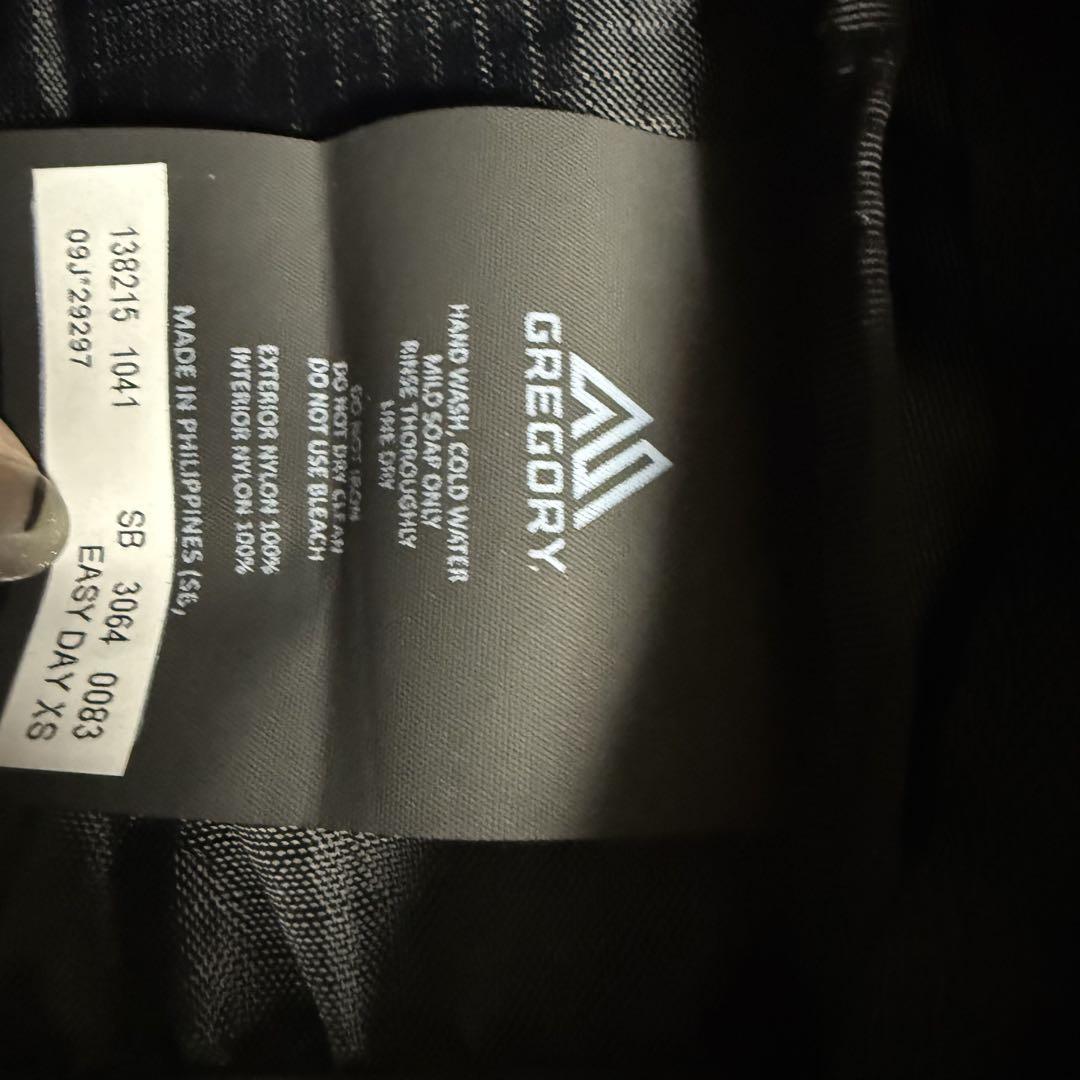 GREGORY
HAND WASH, COLD WATER
MILD SOAP ONLY
RINSE THOROUGHLY
LINE DRY
DO NOT IRON
DO NOT DRY CLEAN
DO NOT USE BLEACH
EXTERIOR NYLON 100%
INTERIOR NYLON 100%
MADE IN PHILIPPINES (SB)
138215 1041 SB 3064 0083
09J*29297 EASY DAY XS